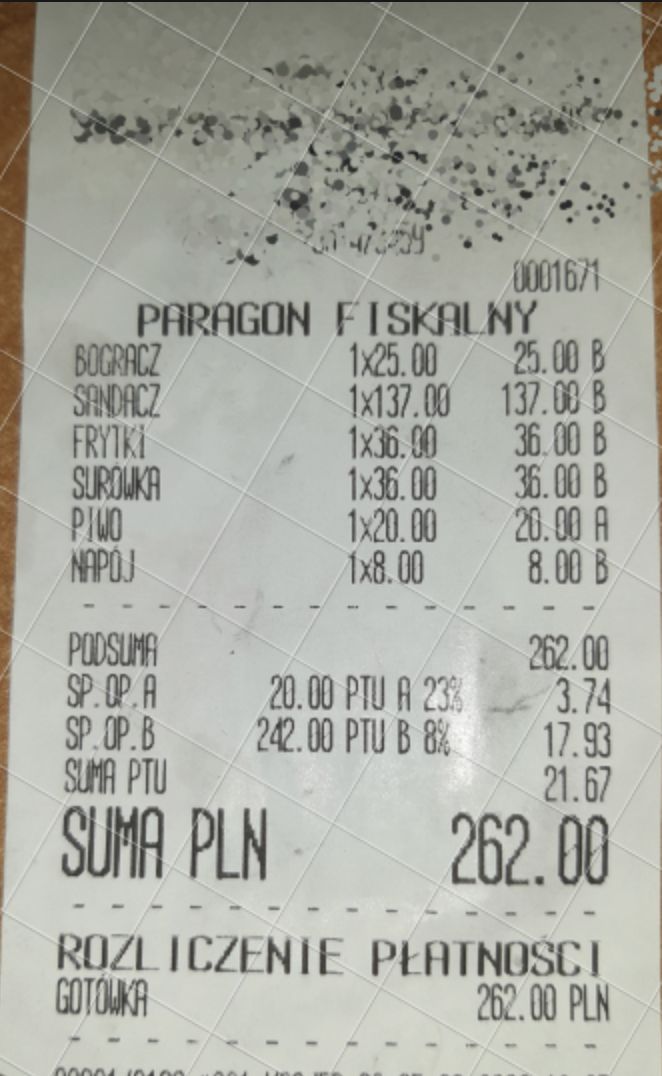 0001671
PARAGON FISKALNY
BOGRACZ 1x25.00 25.00 B
SANDACZ 1x137.00 137.00 B
FRYTKI 1x36.00 36.00 B
SURÓWKA 1x36.00 36.00 B
PIWO 1x20.00 20.00 A
NAPÓJ 1x8.00 8.00 B
PODSUMA 262.00
SP.OP.A 20.00 PTU A 23% 3.74
SP.OP.B 242.00 PTU B 8% 17.93
SUMA PTU 21.67
SUMA PLN 262.00
ROZLICZENIE PŁATNOŚCI
GOTÓWKA 262.00 PLN